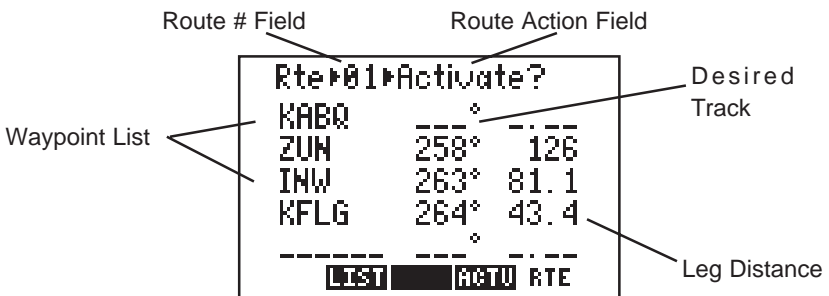 Route # Field
Route Action Field
Rte▸01▸Activate?
Desired
Track
Waypoint List
KABQ ___° _.__
ZUN 258° 126
INW 263° 81.1
KFLG 264° 43.4
______ ___° _.__
Leg Distance
LIST ACTV RTE